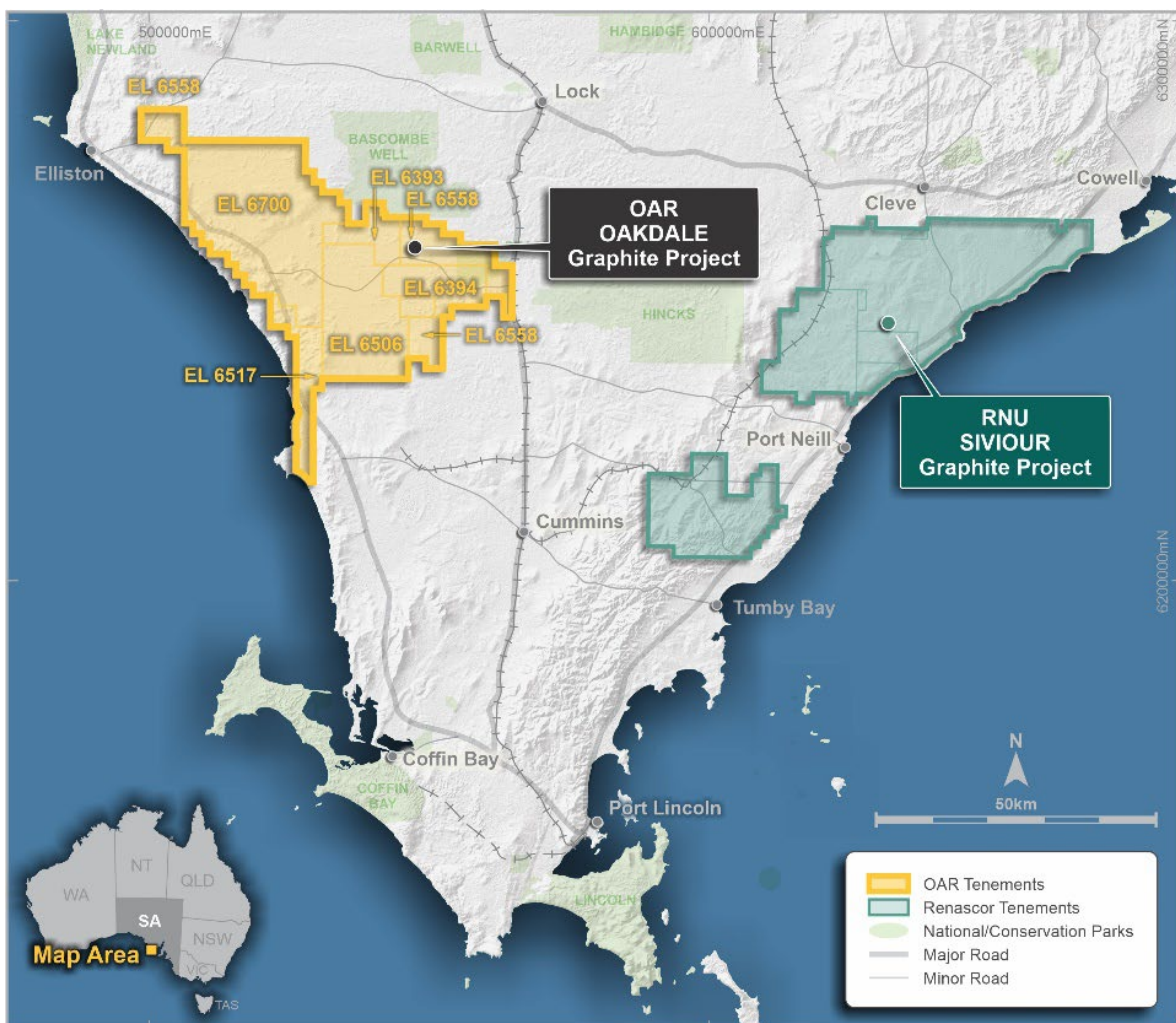 LAKE
NEWLAND
500000mE
BARWELL
HAMBIDGE
600000mE
6300000mN
EL 6558
Lock
BASCOMBE
WELL
Elliston
EL 6393
EL 6558
Cowell
Cleve
EL 6700
OAR
OAKDALE
Graphite Project
EL 6394
HINCKS
EL 6506
EL 6558
EL 6517
RNU
SIVIOUR
Graphite Project
Port Neill
Cummins
6200000mN
Tumby Bay
Coffin Bay
COFFIN
BAY
Port Lincoln
LINCOLN
N
50km
NT
QLD
WA
SA
NSW
VIC
TAS
Map Area
OAR Tenements
Renascor Tenements
National/Conservation Parks
Major Road
Minor Road